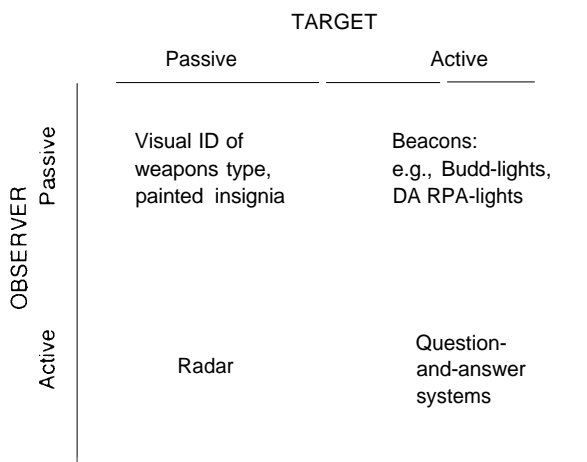 TARGET
Passive Active
OBSERVER
Passive
Visual ID of
weapons type,
painted insignia
Beacons:
e.g., Budd-lights,
DA RPA-lights
Active
Radar
Question-
and-answer
systems